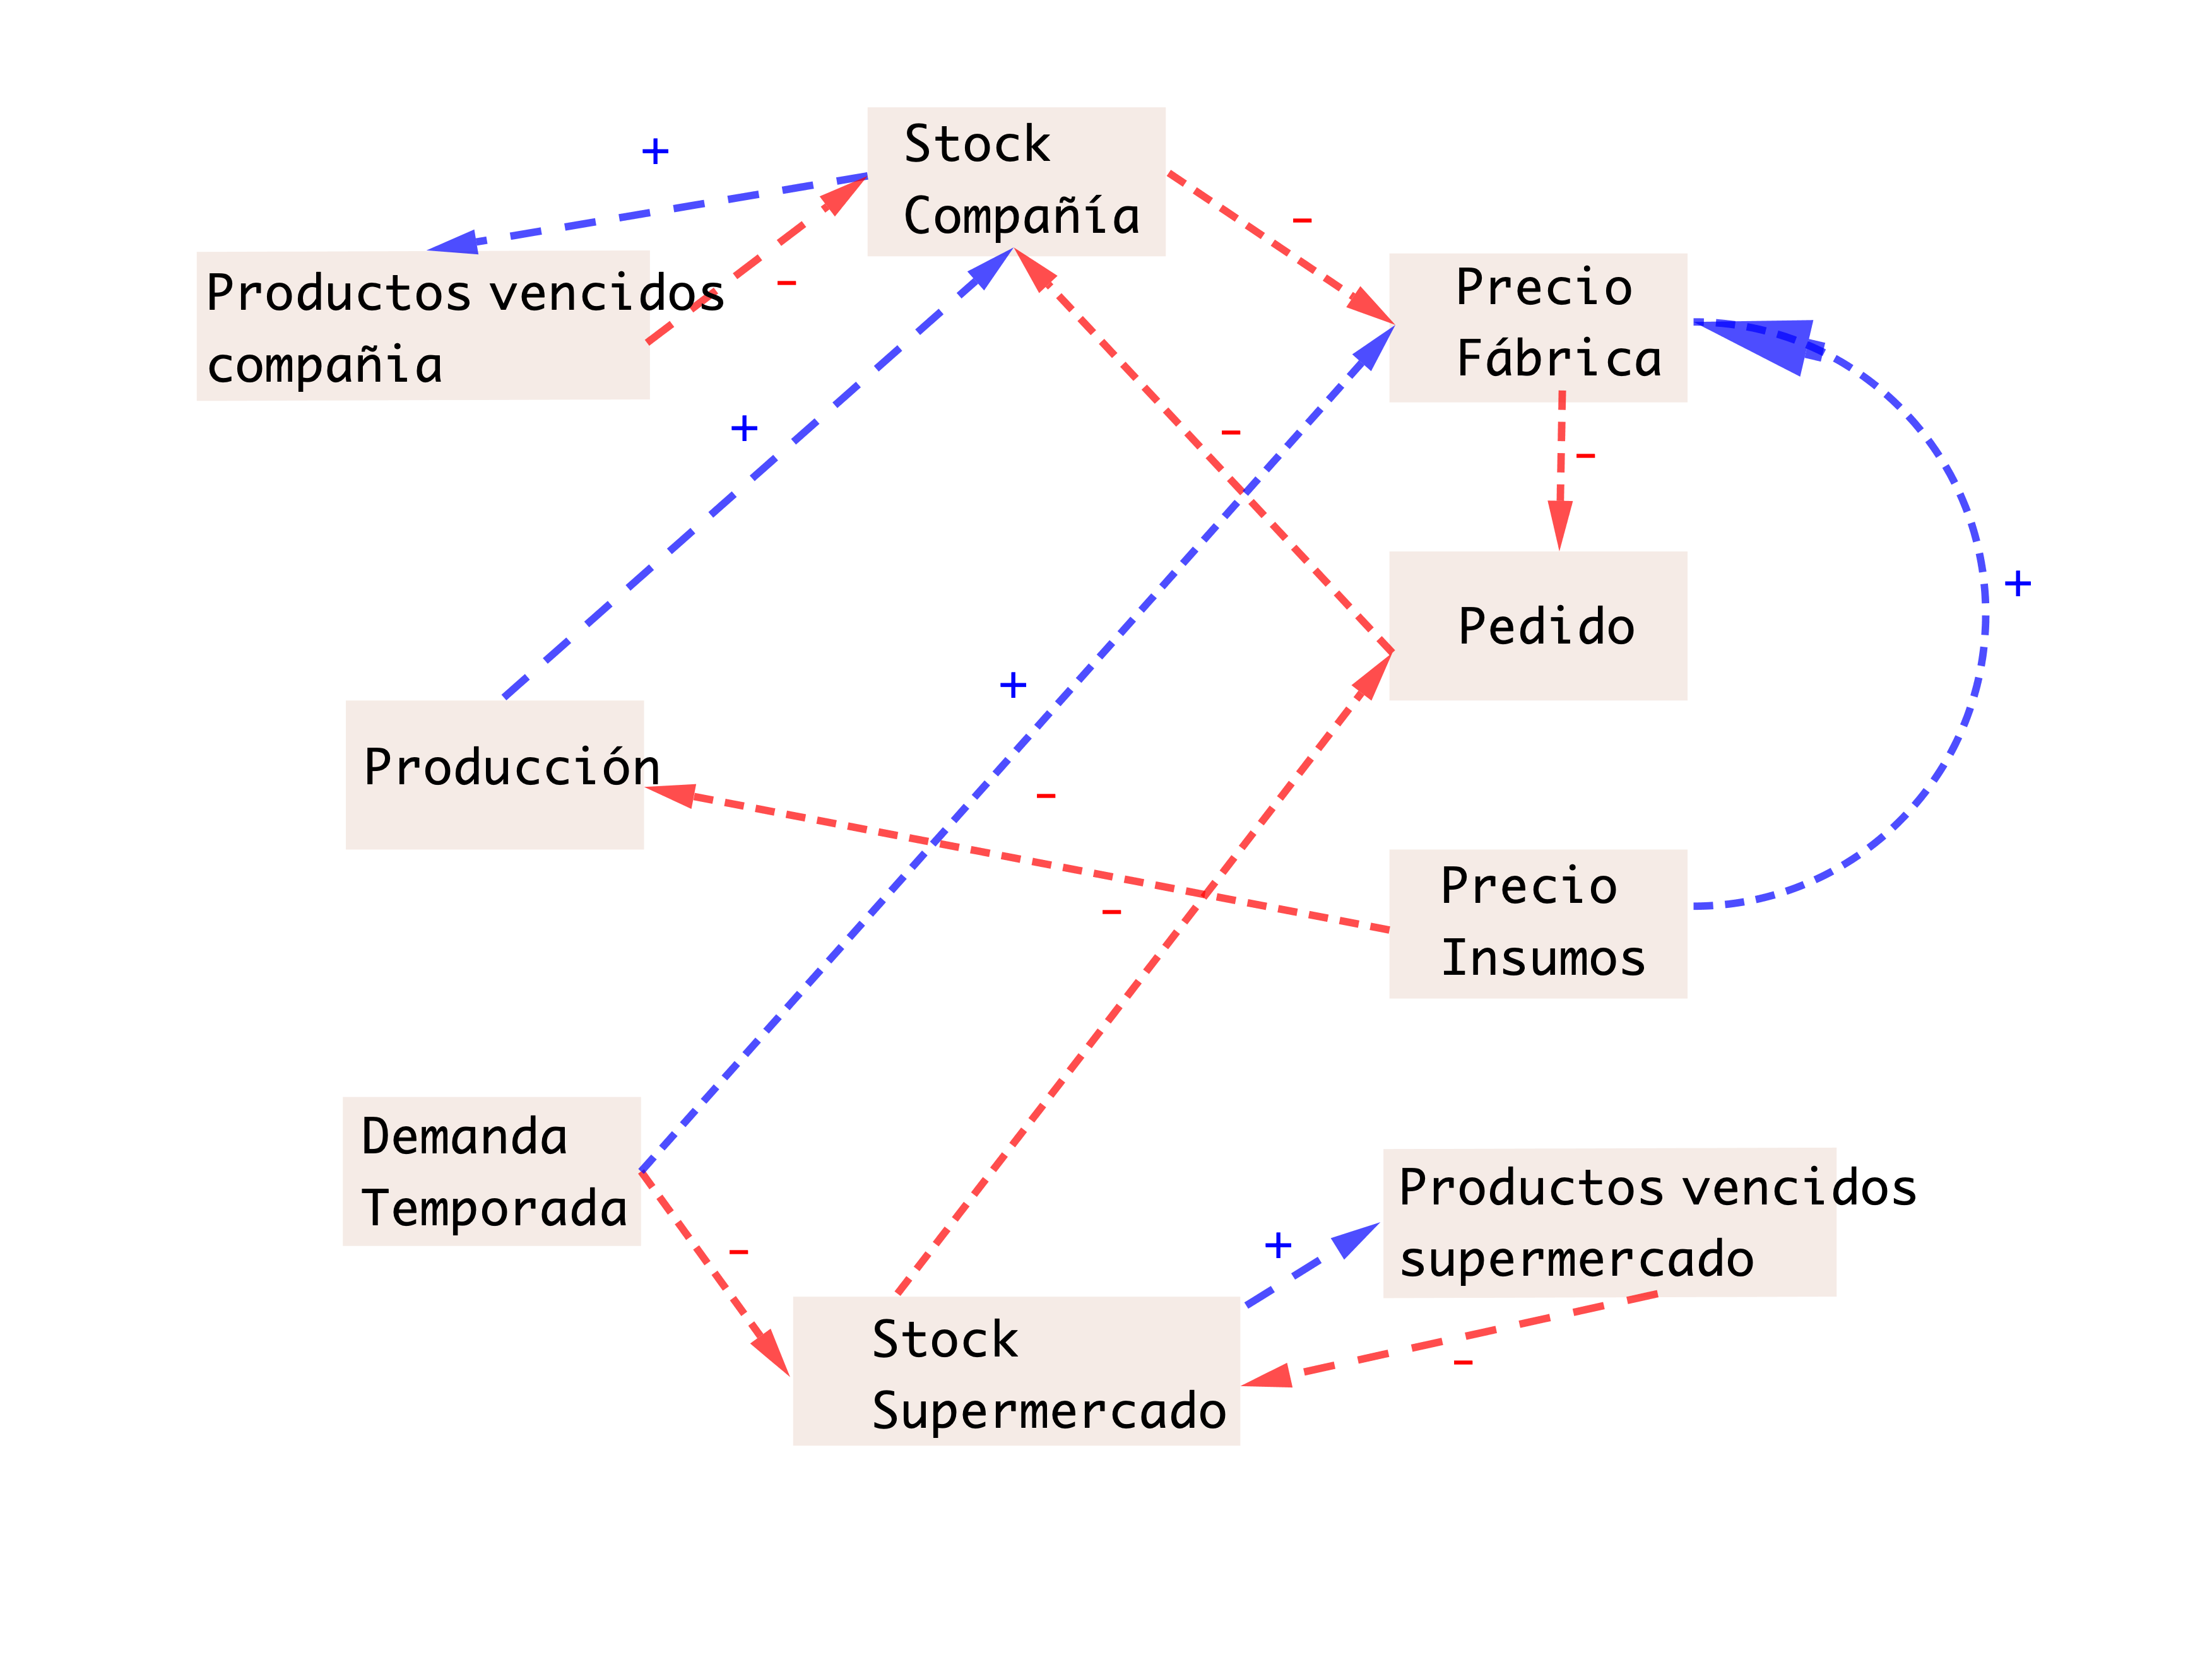 Stock
Compañía
+
-
-
Productos vencidos
compañia
Precio
Fábrica
+
-
-
Pedido
+
+
Producción
-
-
Precio
Insumos
Demanda
Temporada
-
Productos vencidos
supermercado
+
Stock
Supermercado
-